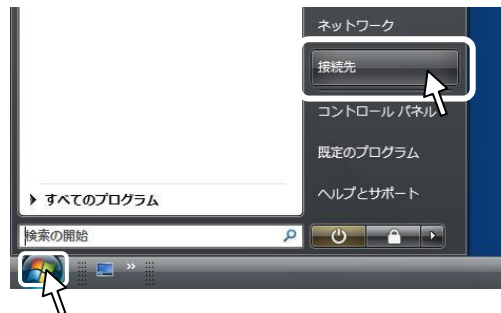 ネットワーク
接続先
コントロール パネル
既定のプログラム
ヘルプとサポート
すべてのプログラム
検索の開始
»